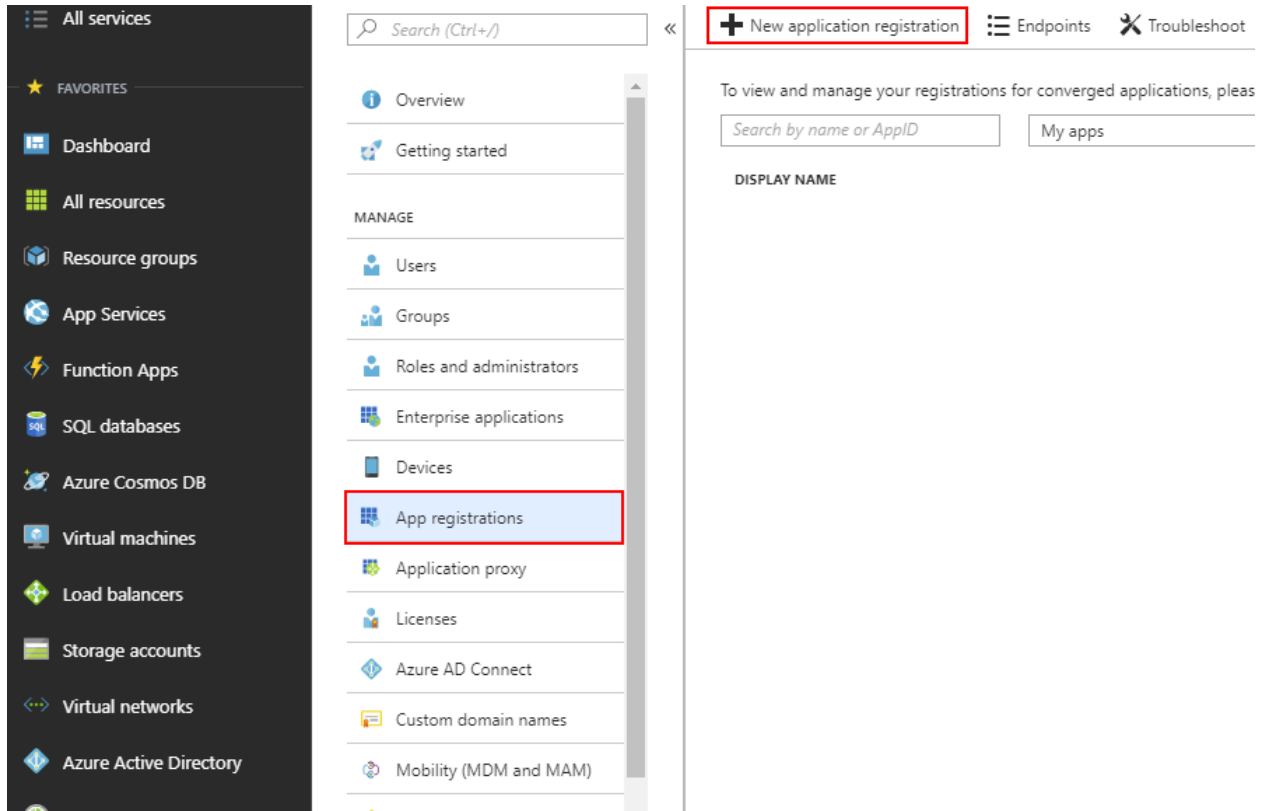 All services
FAVORITES
Dashboard
All resources
Resource groups
App Services
Function Apps
SQL
SQL databases
Azure Cosmos DB
Virtual machines
Load balancers
Storage accounts
Virtual networks
Azure Active Directory
Search (Ctrl+/)
«
Overview
Getting started
MANAGE
Users
Groups
Roles and administrators
Enterprise applications
Devices
App registrations
Application proxy
Licenses
Azure AD Connect
Custom domain names
Mobility (MDM and MAM)
New application registration Endpoints Troubleshoot
To view and manage your registrations for converged applications, pleas
Search by name or AppID My apps
DISPLAY NAME